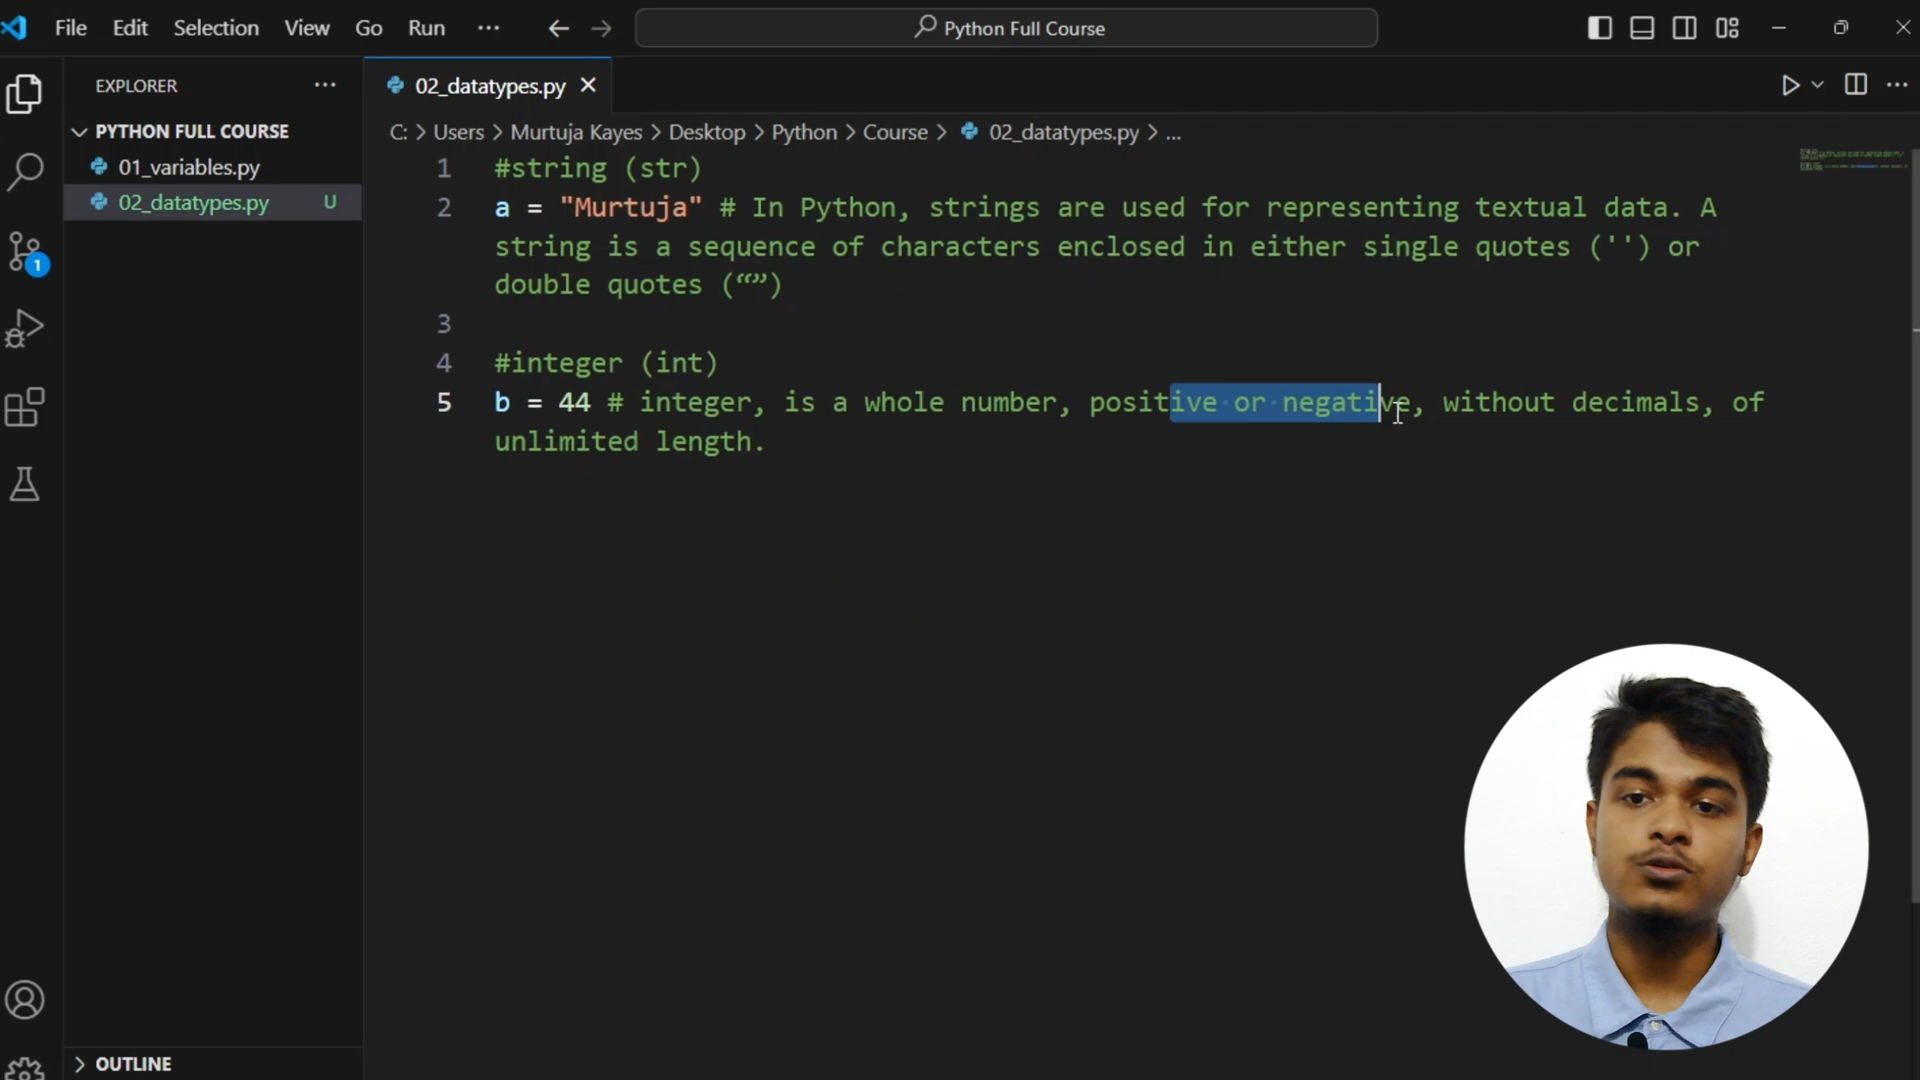 File Edit Selection View Go Run ··· Python Full Course
EXPLORER ···
PYTHON FULL COURSE
01_variables.py
02_datatypes.py U
1
OUTLINE
02_datatypes.py
C: > Users > Murtuja Kayes > Desktop > Python > Course > 02_datatypes.py > ...
1 #string (str)
2 a = "Murtuja" # In Python, strings are used for representing textual data. A
string is a sequence of characters enclosed in either single quotes ('') or
double quotes (“”)
3
4 #integer (int)
5 b = 44 # integer, is a whole number, positive or negative, without decimals, of
unlimited length.